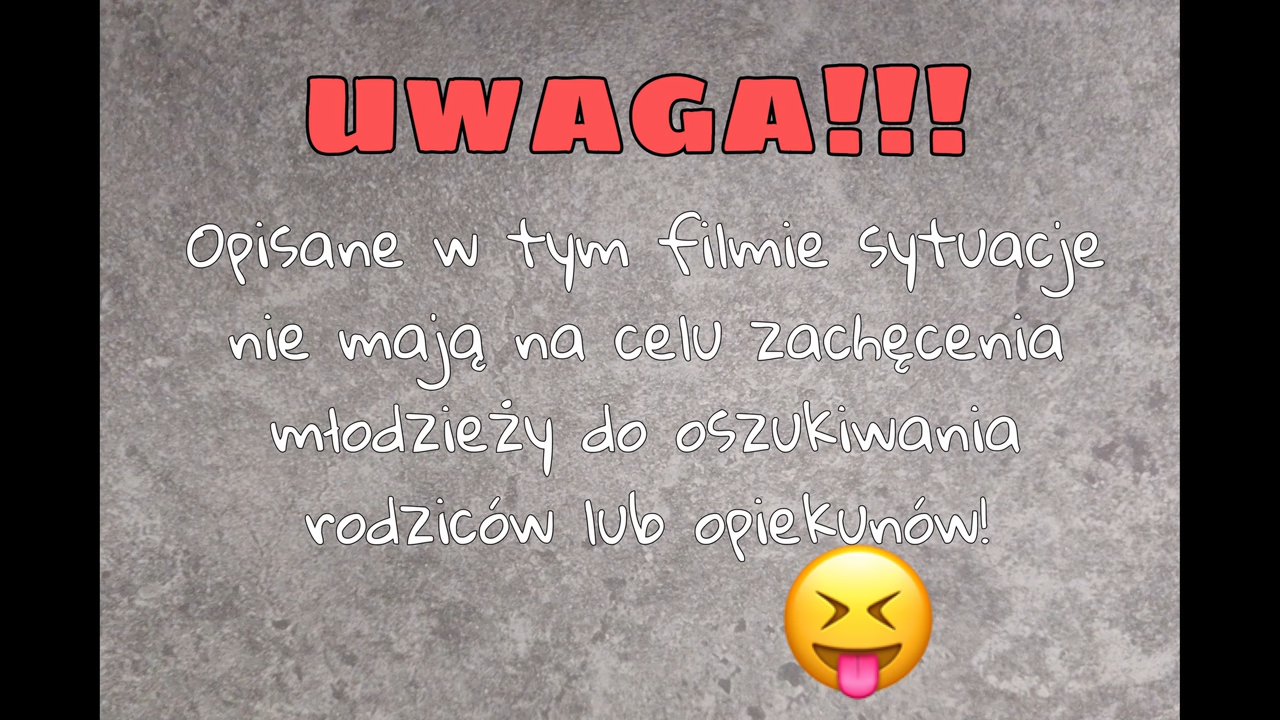 UWAGA!!!
Opisane w tym filmie sytuacje
nie mają na celu zachęcenia
młodzieży do oszukiwania
rodziców lub opiekunów!